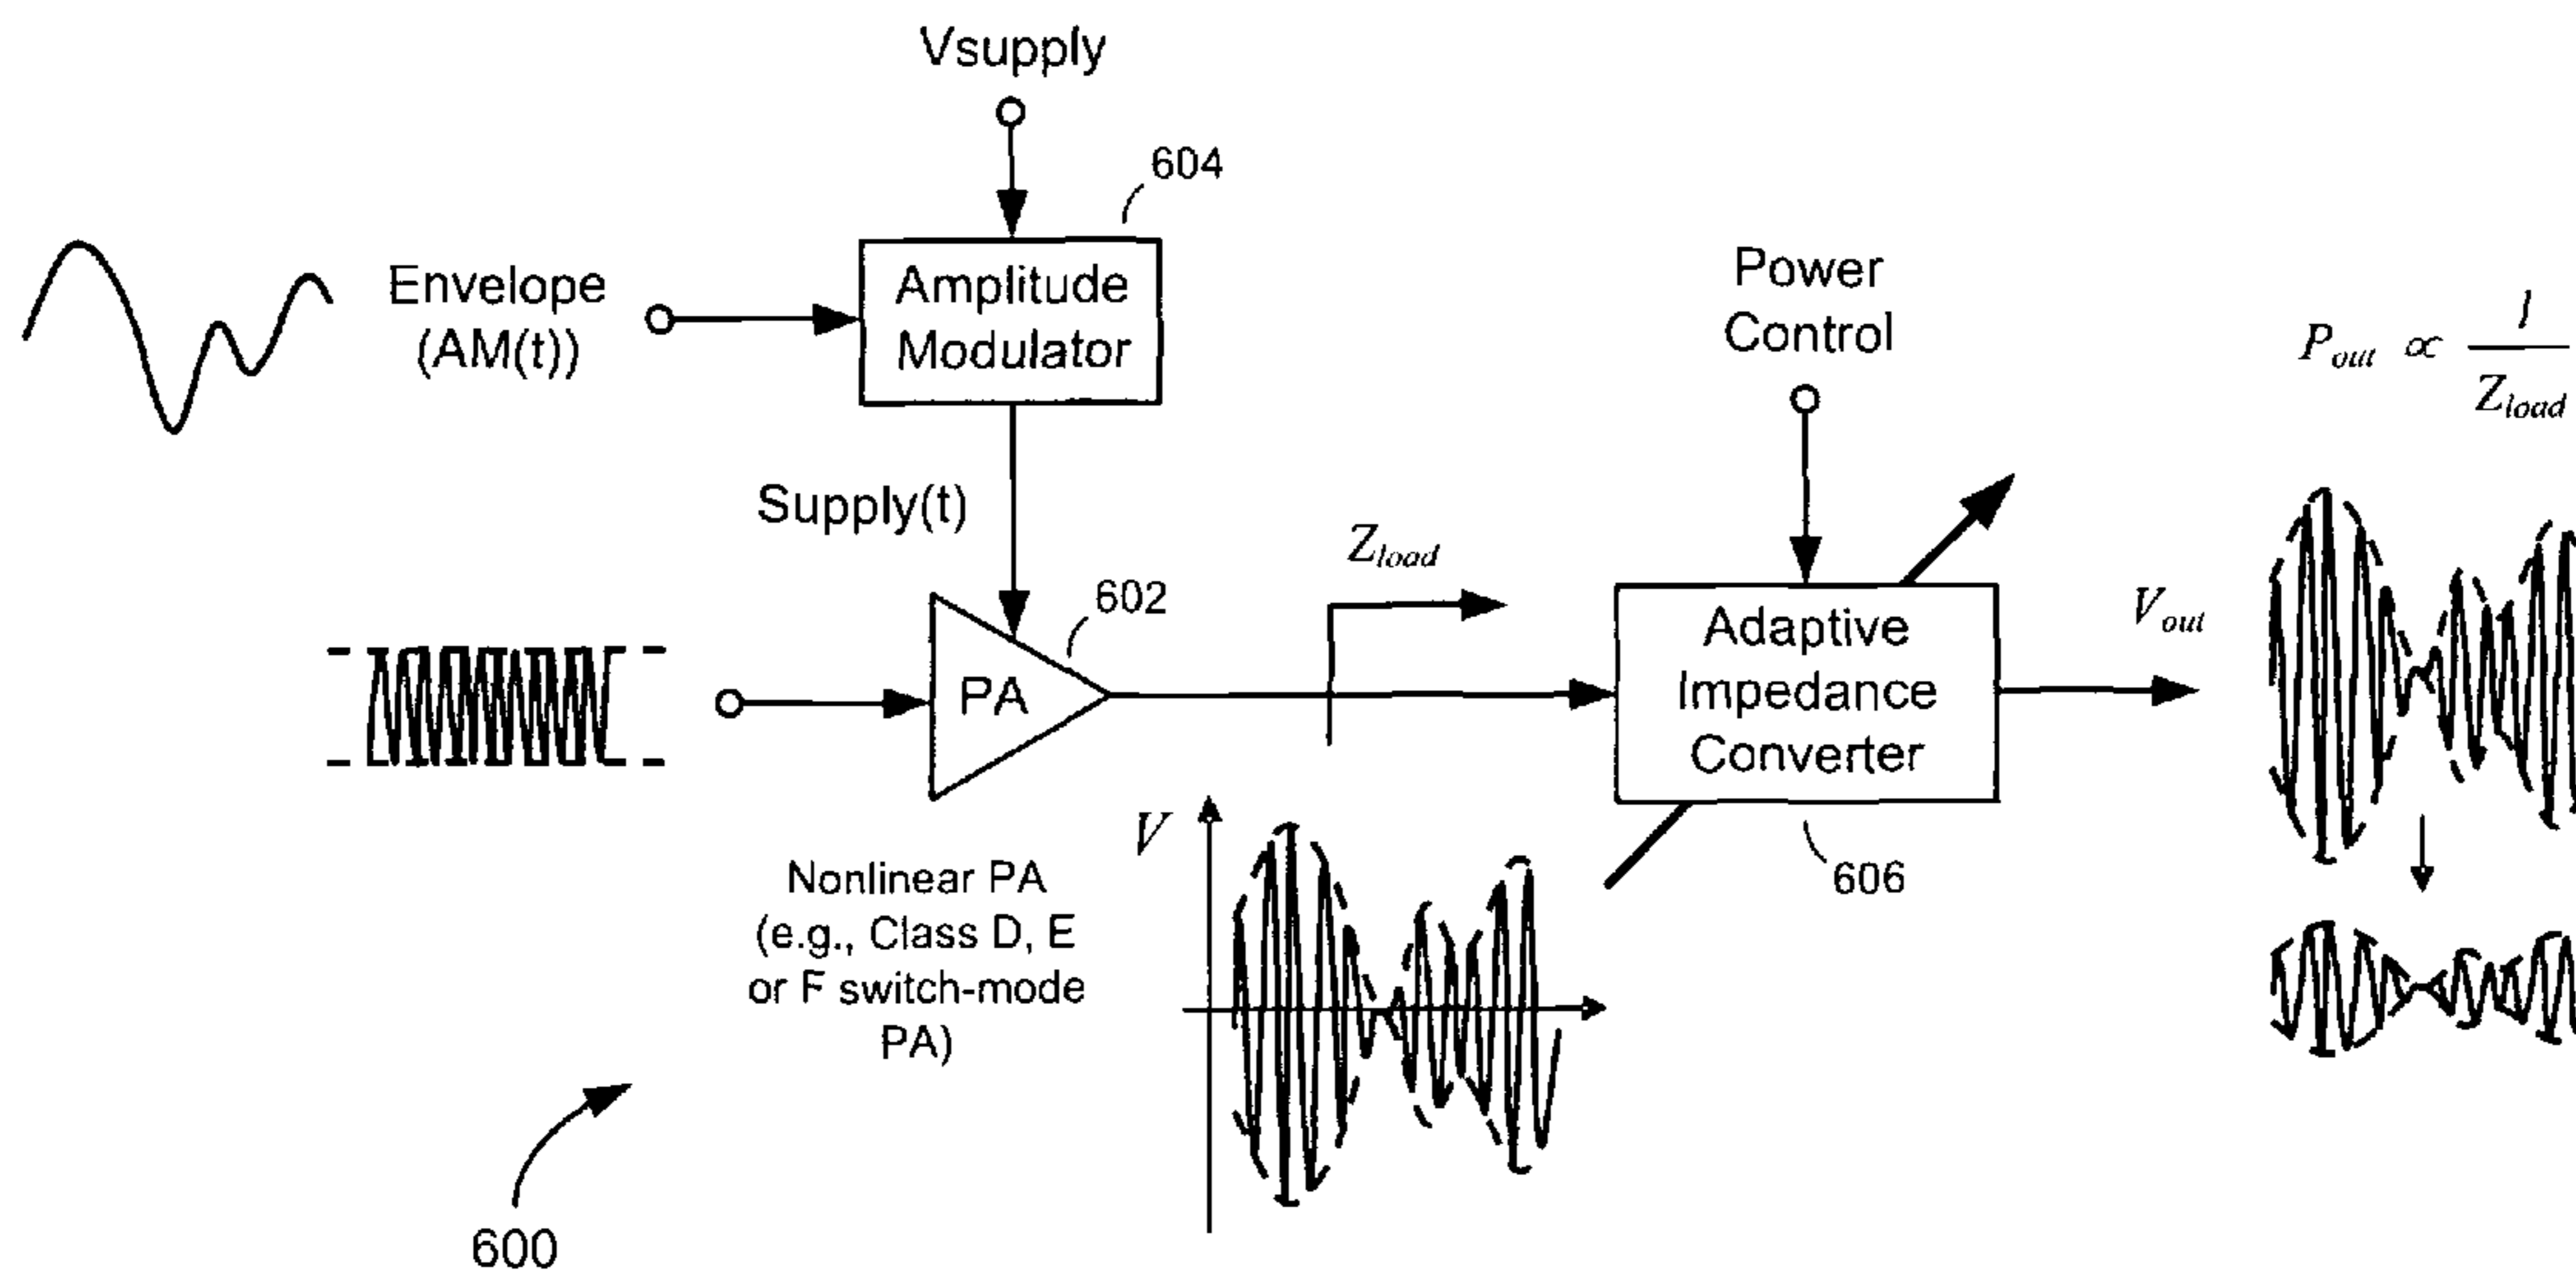 Vsupply
604
Envelope
(AM(t))
Amplitude
Modulator
Power
Control
P_out ∝ 1
Z_load
Supply(t)
Z_load
602
PA
Adaptive
Impedance
Converter
V_out
V
606
Nonlinear PA
(e.g., Class D, E
or F switch-mode
PA)
600